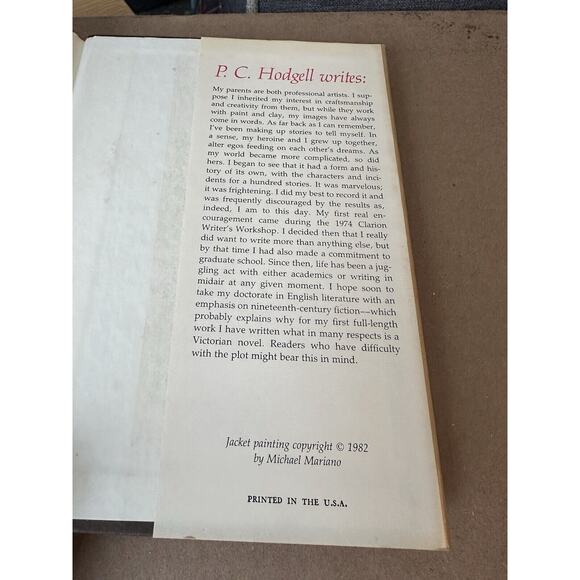 P. C. Hodgell writes:
My parents are both professional artists. I sup-
pose I inherited my interest in craftsmanship
and creativity from them, but while they work
with paint and clay, my images have always
come in words. As far back as I can remember,
I've been making up stories to tell myself. In
a sense, my heroine and I grew up together,
alter egos feeding on each other's dreams. As
my world became more complicated, so did
hers. I began to see that it had a form and his-
tory of its own, with the characters and inci-
dents for a hundred stories. It was marvelous;
it was frightening. I did my best to record it and
was frequently discouraged by the results as,
indeed, I am to this day. My first real en-
couragement came during the 1974 Clarion
Writer's Workshop. I decided then that I really
did want to write more than anything else, but
by that time I had also made a commitment to
graduate school. Since then, life has been a jug-
gling act with either academics or writing in
midair at any given moment. I hope soon to
take my doctorate in English literature with an
emphasis on nineteenth-century fiction—which
probably explains why for my first full-length
work I have written what in many respects is a
Victorian novel. Readers who have difficulty
with the plot might bear this in mind.
Jacket painting copyright © 1982
by Michael Mariano
PRINTED IN THE U.S.A.